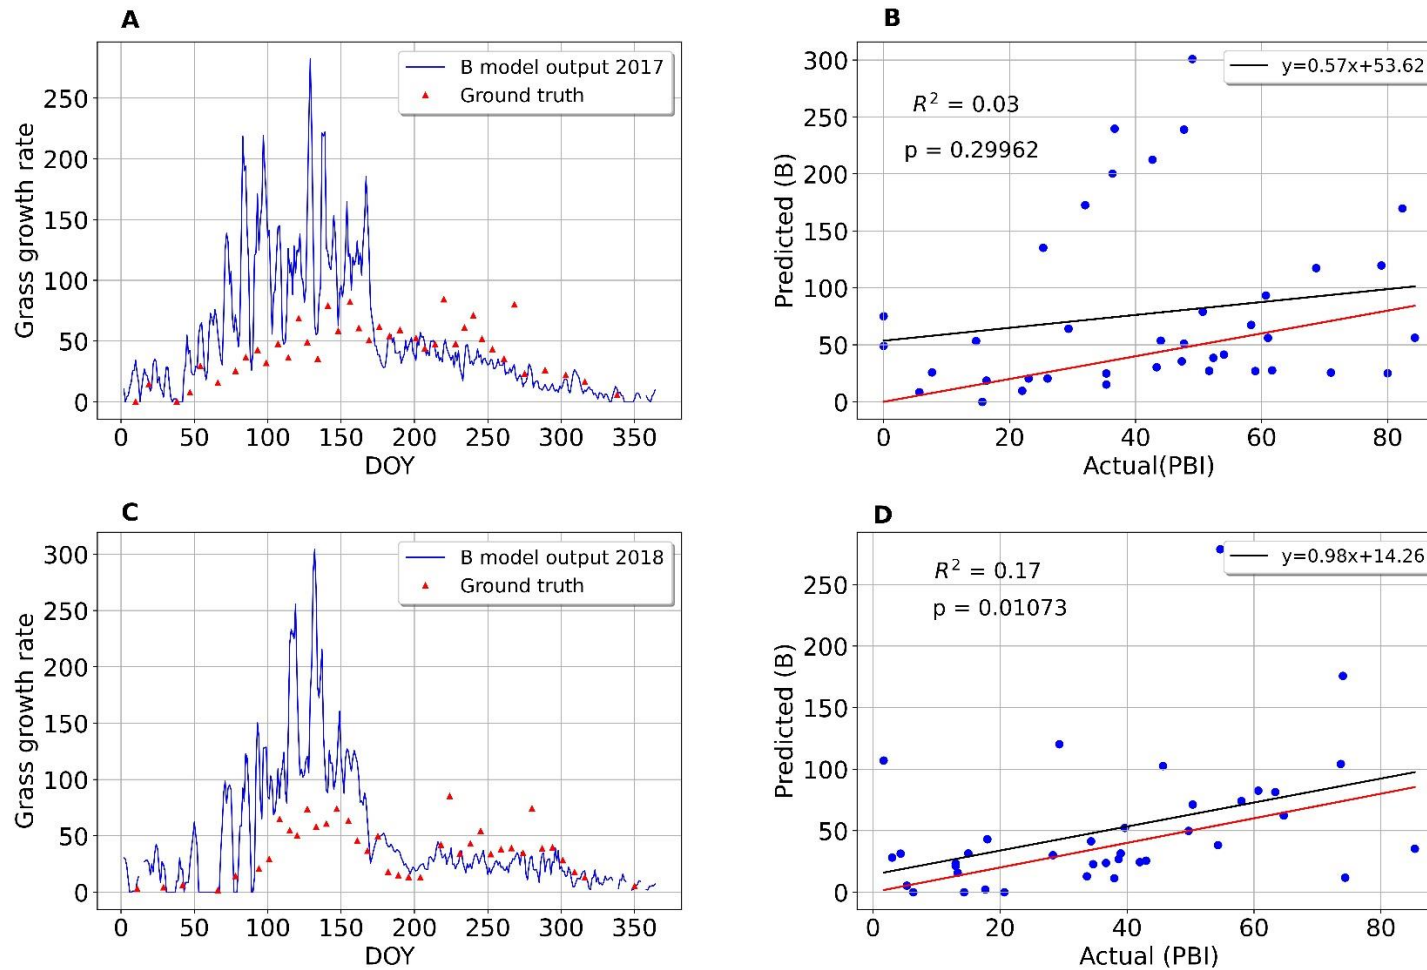 A
B model output 2017
Ground truth
Grass growth rate
250
200
150
100
50
0
0 50 100 150 200 250 300 350
DOY
B
y=0.57x+53.62
R² = 0.03
p = 0.29962
Predicted (B)
300
250
200
150
100
50
0
0 20 40 60 80
Actual(PBI)
C
B model output 2018
Ground truth
Grass growth rate
300
250
200
150
100
50
0
0 50 100 150 200 250 300 350
DOY
D
y=0.98x+14.26
R² = 0.17
p = 0.01073
Predicted (B)
250
200
150
100
50
0
0 20 40 60 80
Actual (PBI)